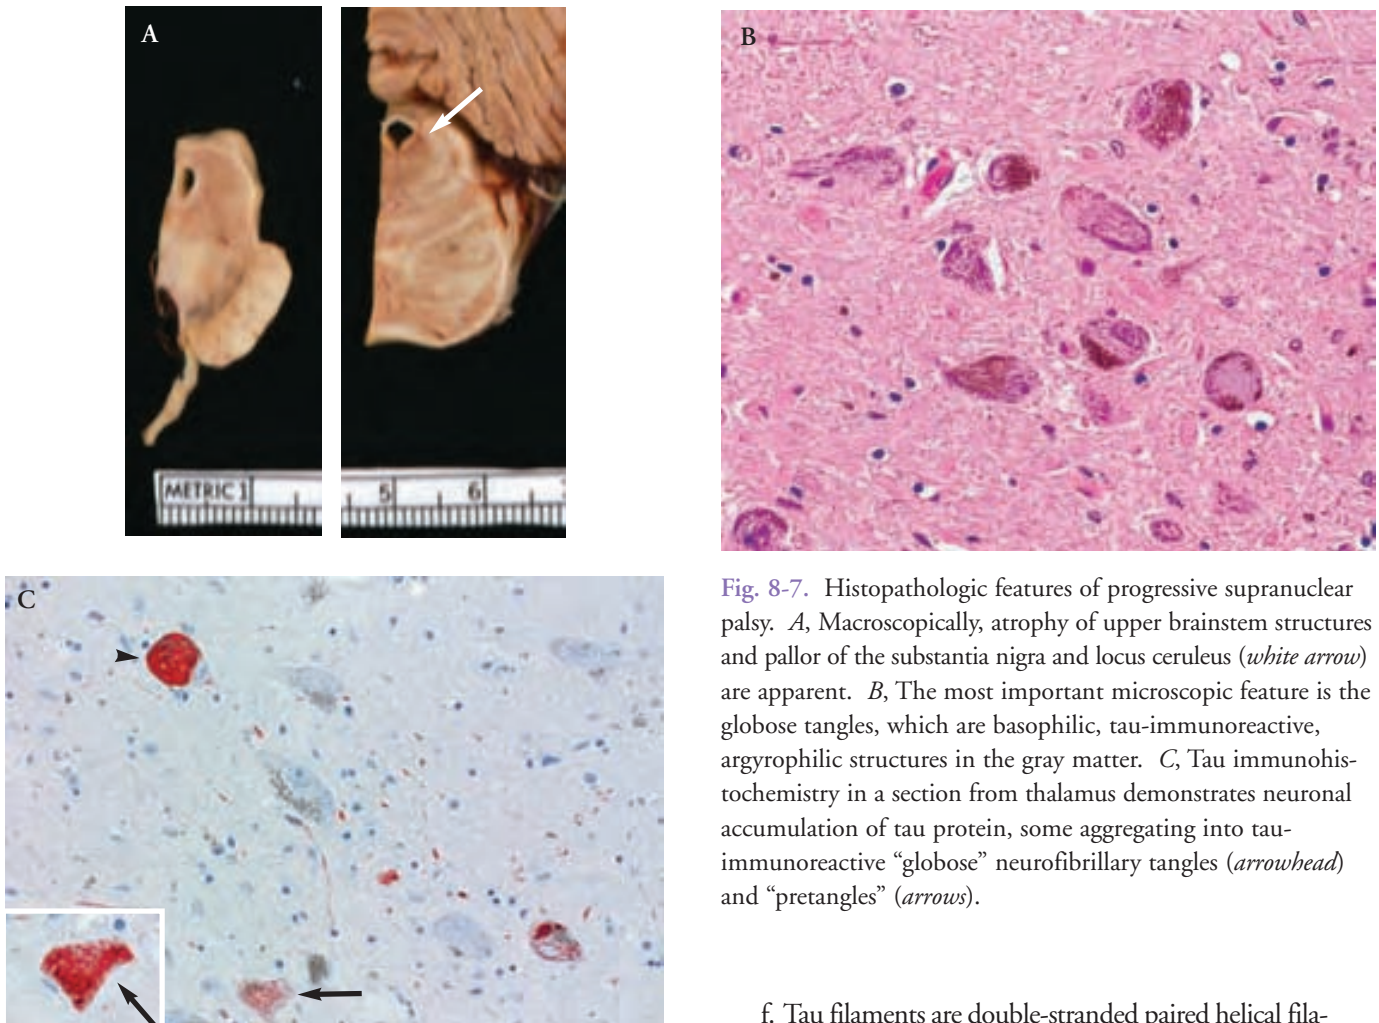 A
METRIC 1
5
6
B
C
Fig. 8-7. Histopathologic features of progressive supranuclear
palsy. A, Macroscopically, atrophy of upper brainstem structures
and pallor of the substantia nigra and locus ceruleus (white arrow)
are apparent. B, The most important microscopic feature is the
globose tangles, which are basophilic, tau-immunoreactive,
argyrophilic structures in the gray matter. C, Tau immunohis-
tochemistry in a section from thalamus demonstrates neuronal
accumulation of tau protein, some aggregating into tau-
immunoreactive “globose” neurofibrillary tangles (arrowhead)
and “pretangles” (arrows).
f. Tau filaments are double-stranded paired helical fila-